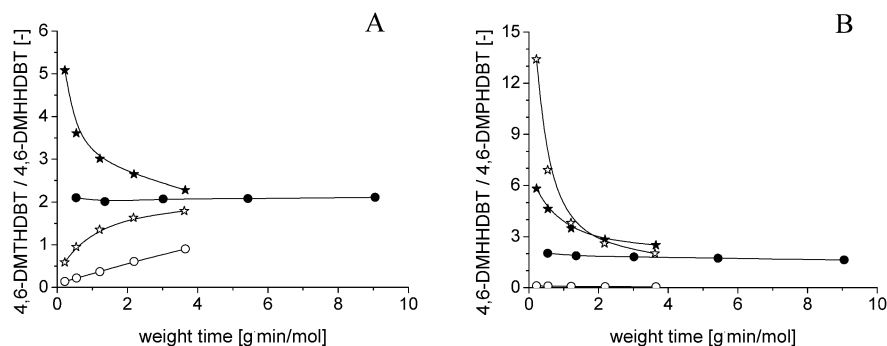 A
4,6-DMTHDBT / 4,6-DMHHDBT [-]
6
5
4
3
2
1
0
0 2 4 6 8 10
weight time [g·min/mol]
B
4,6-DMHHDBT / 4,6-DMPHDBT [-]
15
12
9
6
3
0
0 2 4 6 8 10
weight time [g·min/mol]